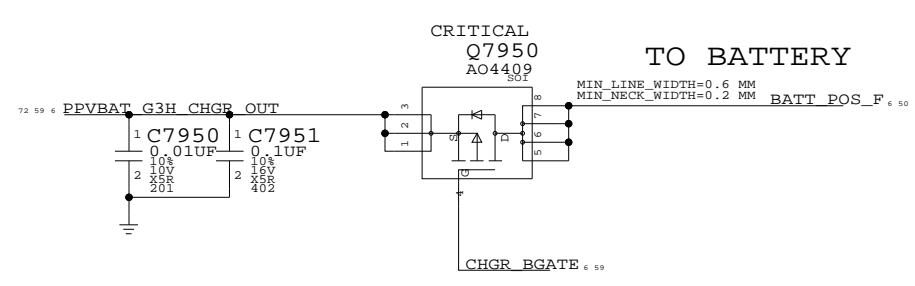 CRITICAL
Q7950
AO4409
SOI
TO BATTERY
MIN_LINE_WIDTH=0.6 MM
MIN_NECK_WIDTH=0.2 MM
72 59 6 PPVBAT_G3H_CHGR_OUT
BATT_POS_F 6 50
3
2
1
S
G
D
8
7
6
5
4
1 C7950
0.01UF
10%
10V
2 X5R
201
1 C7951
0.1UF
10%
16V
2 X5R
402
CHGR_BGATE 6 59